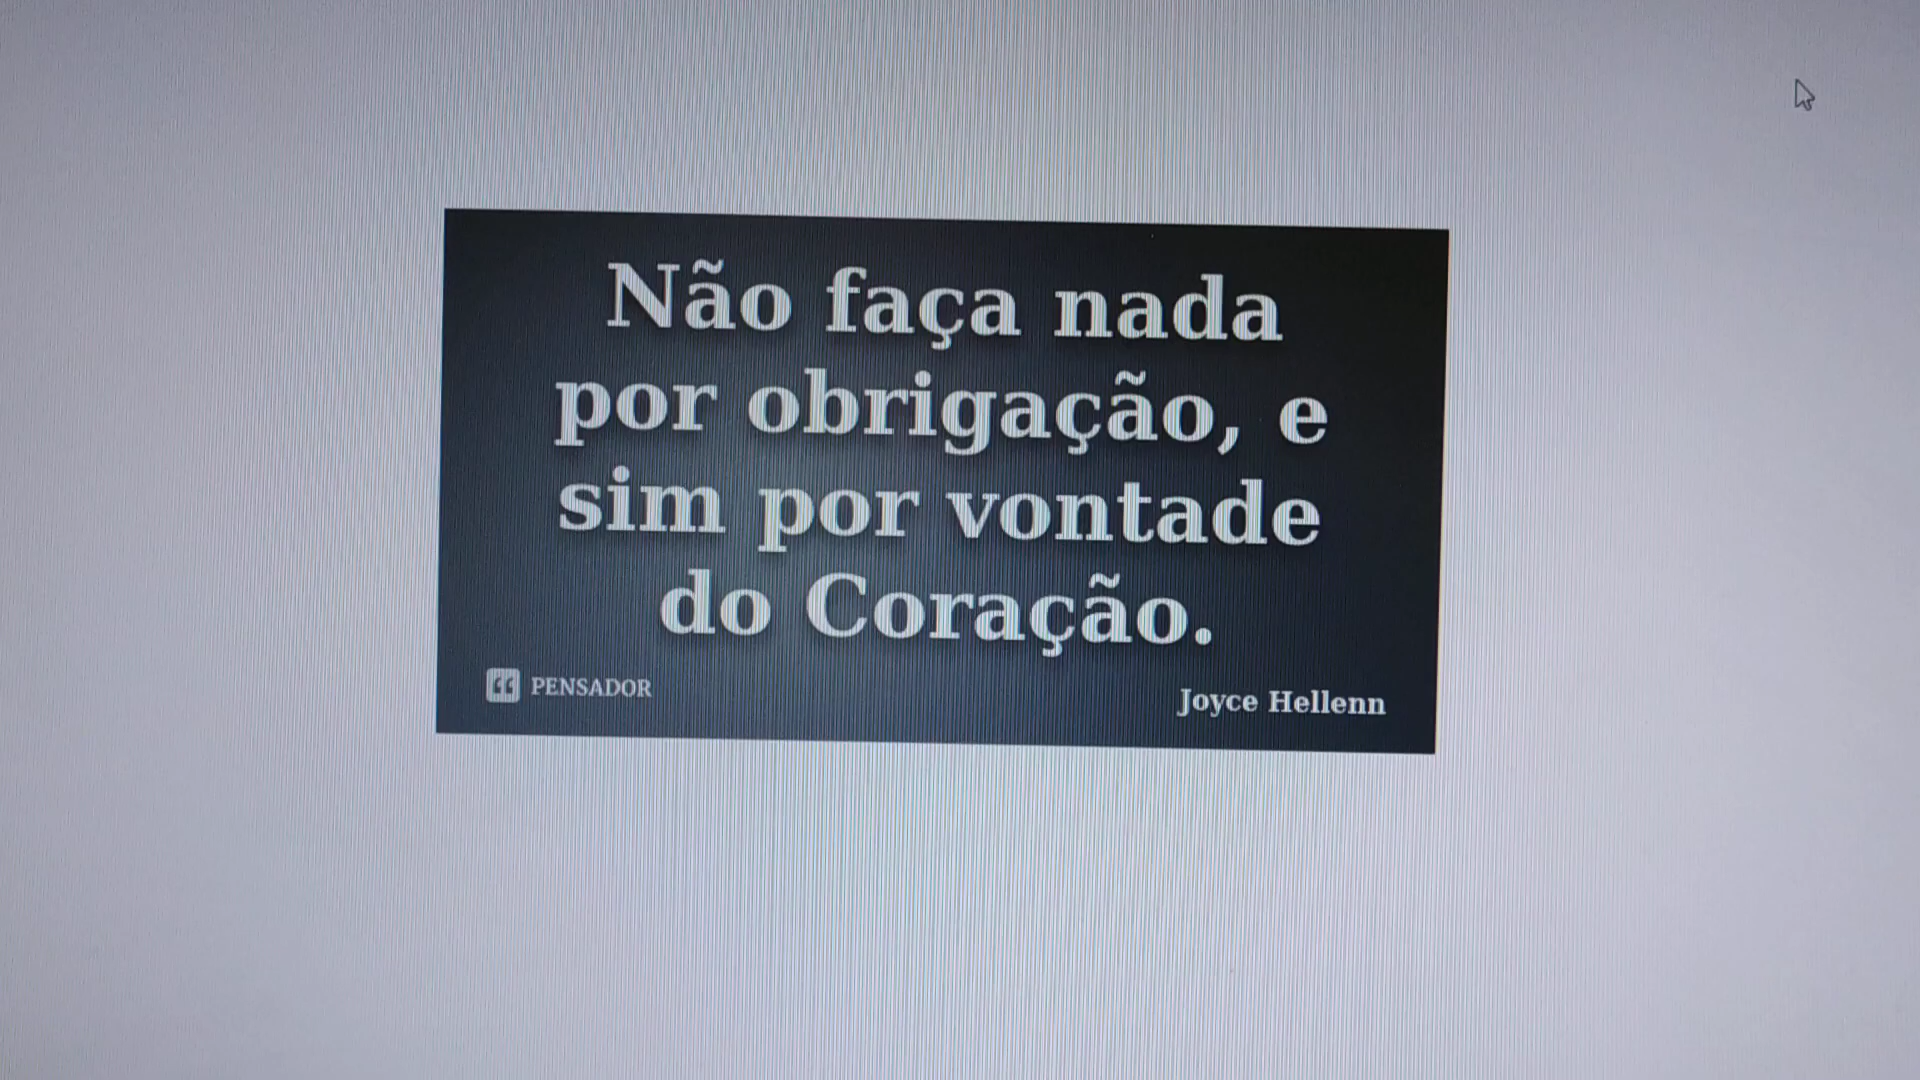 Não faça nada
por obrigação, e
sim por vontade
do Coração.
PENSADOR
Joyce Hellenn